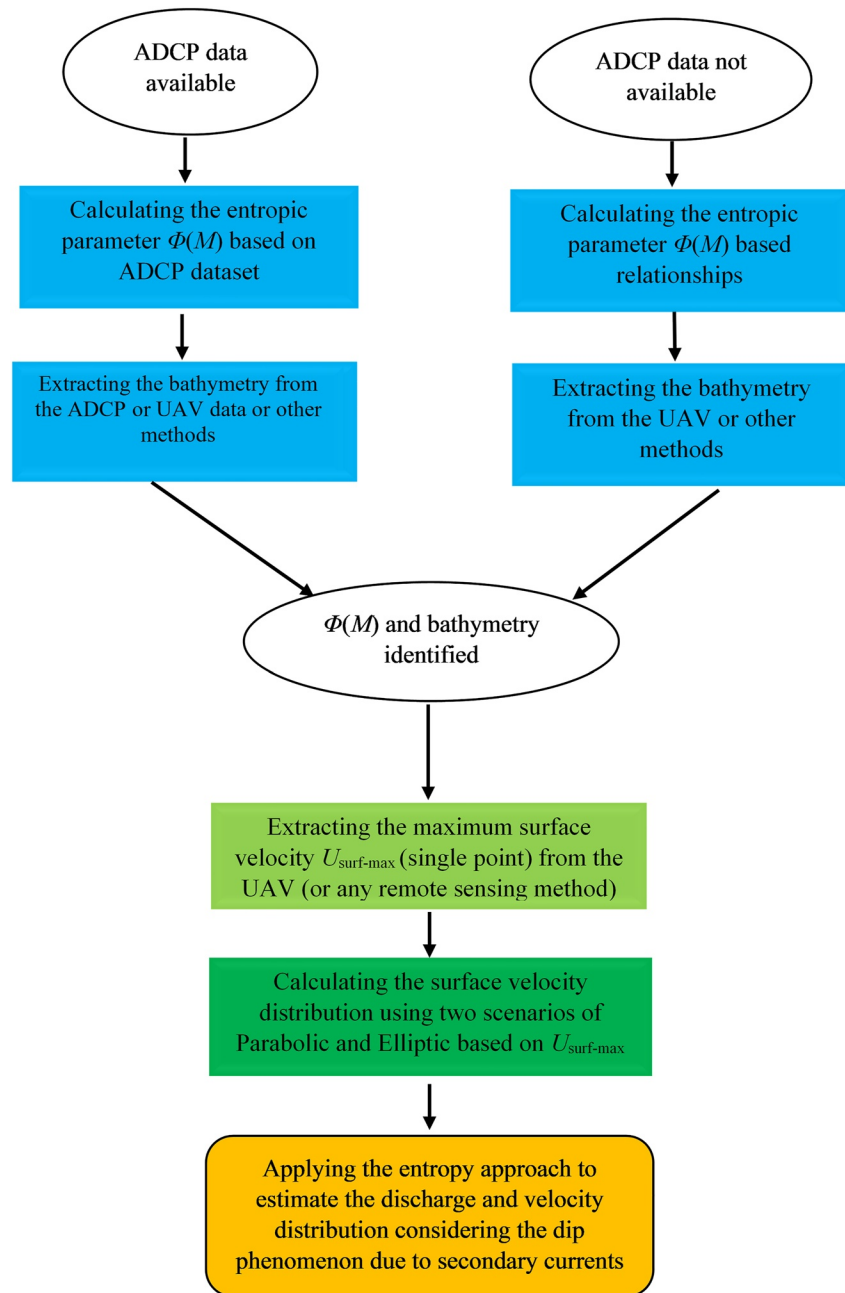 ADCP data
available
ADCP data not
available
Calculating the entropic
parameter Φ(M) based on
ADCP dataset
Calculating the entropic
parameter Φ(M) based
relationships
Extracting the bathymetry from
the ADCP or UAV data or other
methods
Extracting the bathymetry
from the UAV or other
methods
Φ(M) and bathymetry
identified
Extracting the maximum surface
velocity Usurf-max (single point) from the
UAV (or any remote sensing method)
Calculating the surface velocity
distribution using two scenarios of
Parabolic and Elliptic based on Usurf-max
Applying the entropy approach to
estimate the discharge and velocity
distribution considering the dip
phenomenon due to secondary currents